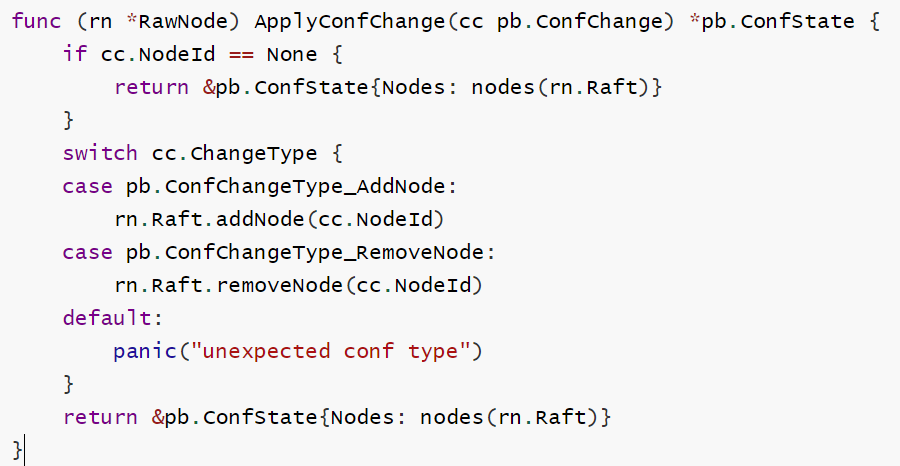 func (rn *RawNode) ApplyConfChange(cc pb.ConfChange) *pb.ConfState {
    if cc.NodeId == None {
        return &pb.ConfState{Nodes: nodes(rn.Raft)}
    }
    switch cc.ChangeType {
    case pb.ConfChangeType_AddNode:
        rn.Raft.addNode(cc.NodeId)
    case pb.ConfChangeType_RemoveNode:
        rn.Raft.removeNode(cc.NodeId)
    default:
        panic("unexpected conf type")
    }
    return &pb.ConfState{Nodes: nodes(rn.Raft)}
}